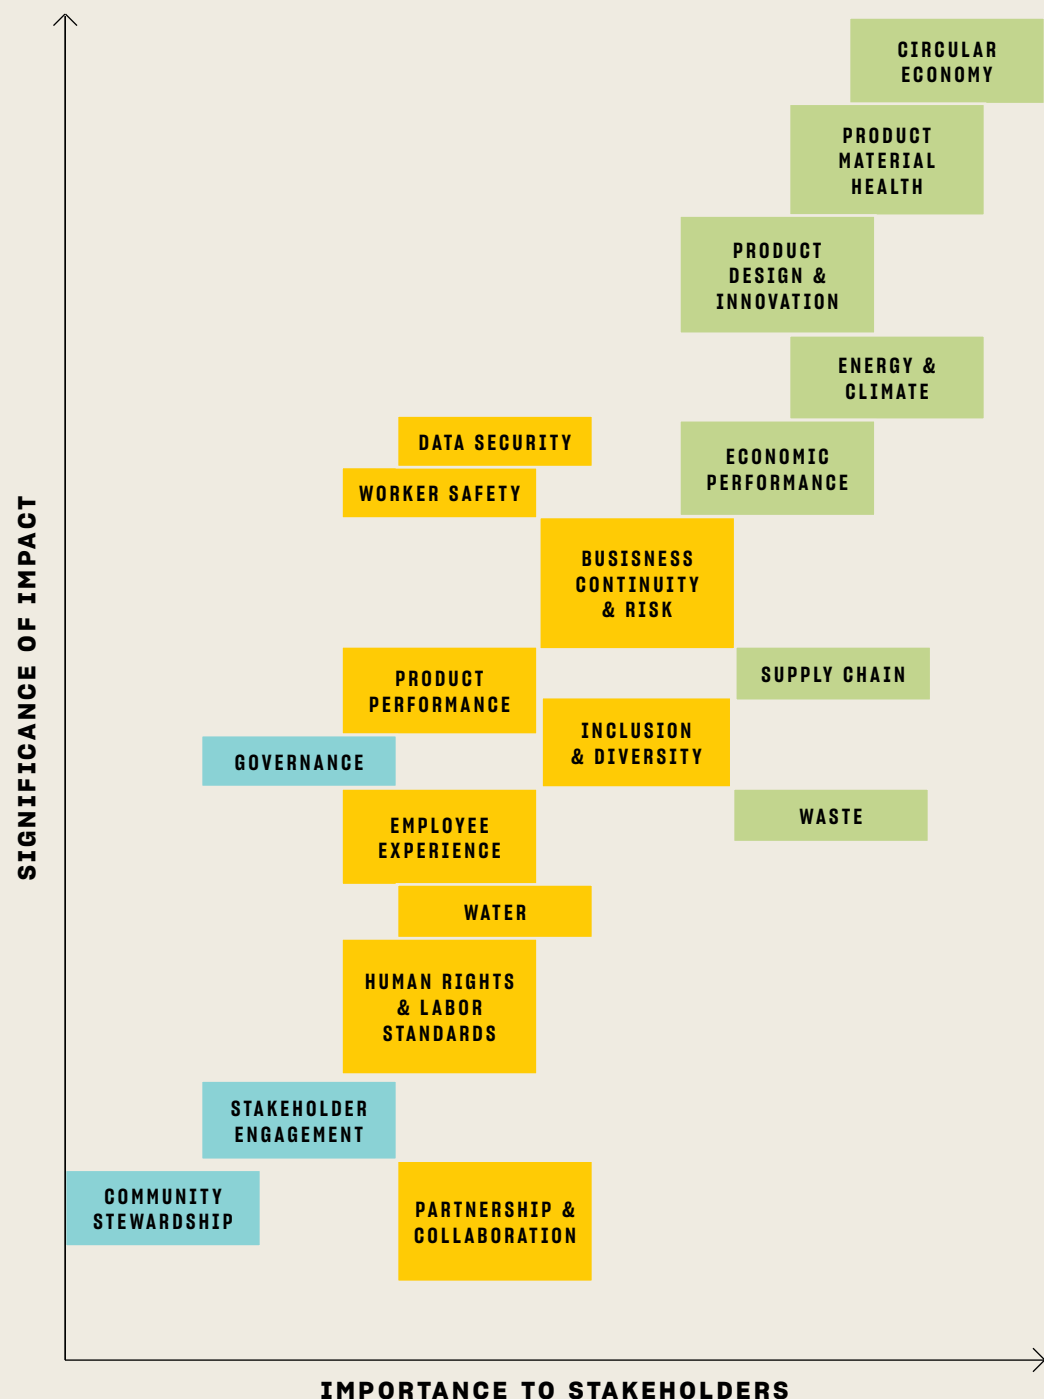 CIRCULAR
ECONOMY
PRODUCT
MATERIAL
HEALTH
PRODUCT
DESIGN &
INNOVATION
ENERGY &
CLIMATE
DATA SECURITY
ECONOMIC
PERFORMANCE
WORKER SAFETY
BUSISNESS
CONTINUITY
& RISK
PRODUCT
PERFORMANCE
SUPPLY CHAIN
INCLUSION
& DIVERSITY
GOVERNANCE
EMPLOYEE
EXPERIENCE
WASTE
WATER
HUMAN RIGHTS
& LABOR
STANDARDS
STAKEHOLDER
ENGAGEMENT
COMMUNITY
STEWARDSHIP
PARTNERSHIP &
COLLABORATION
SIGNIFICANCE OF IMPACT
IMPORTANCE TO STAKEHOLDERS